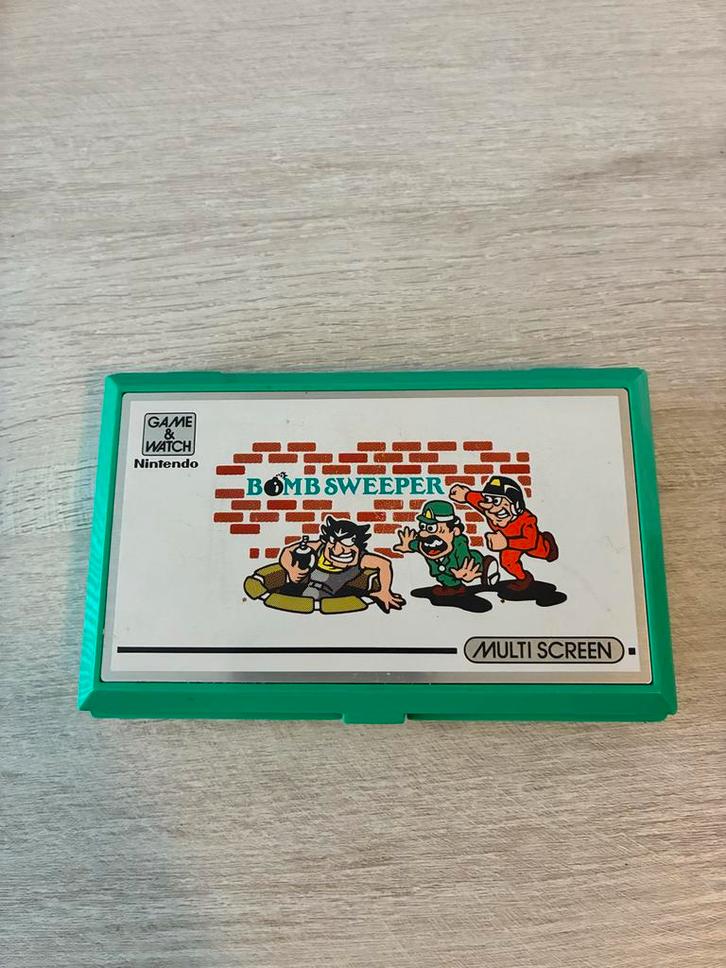 GAME
&
WATCH
Nintendo
BOMB SWEEPER
MULTI SCREEN